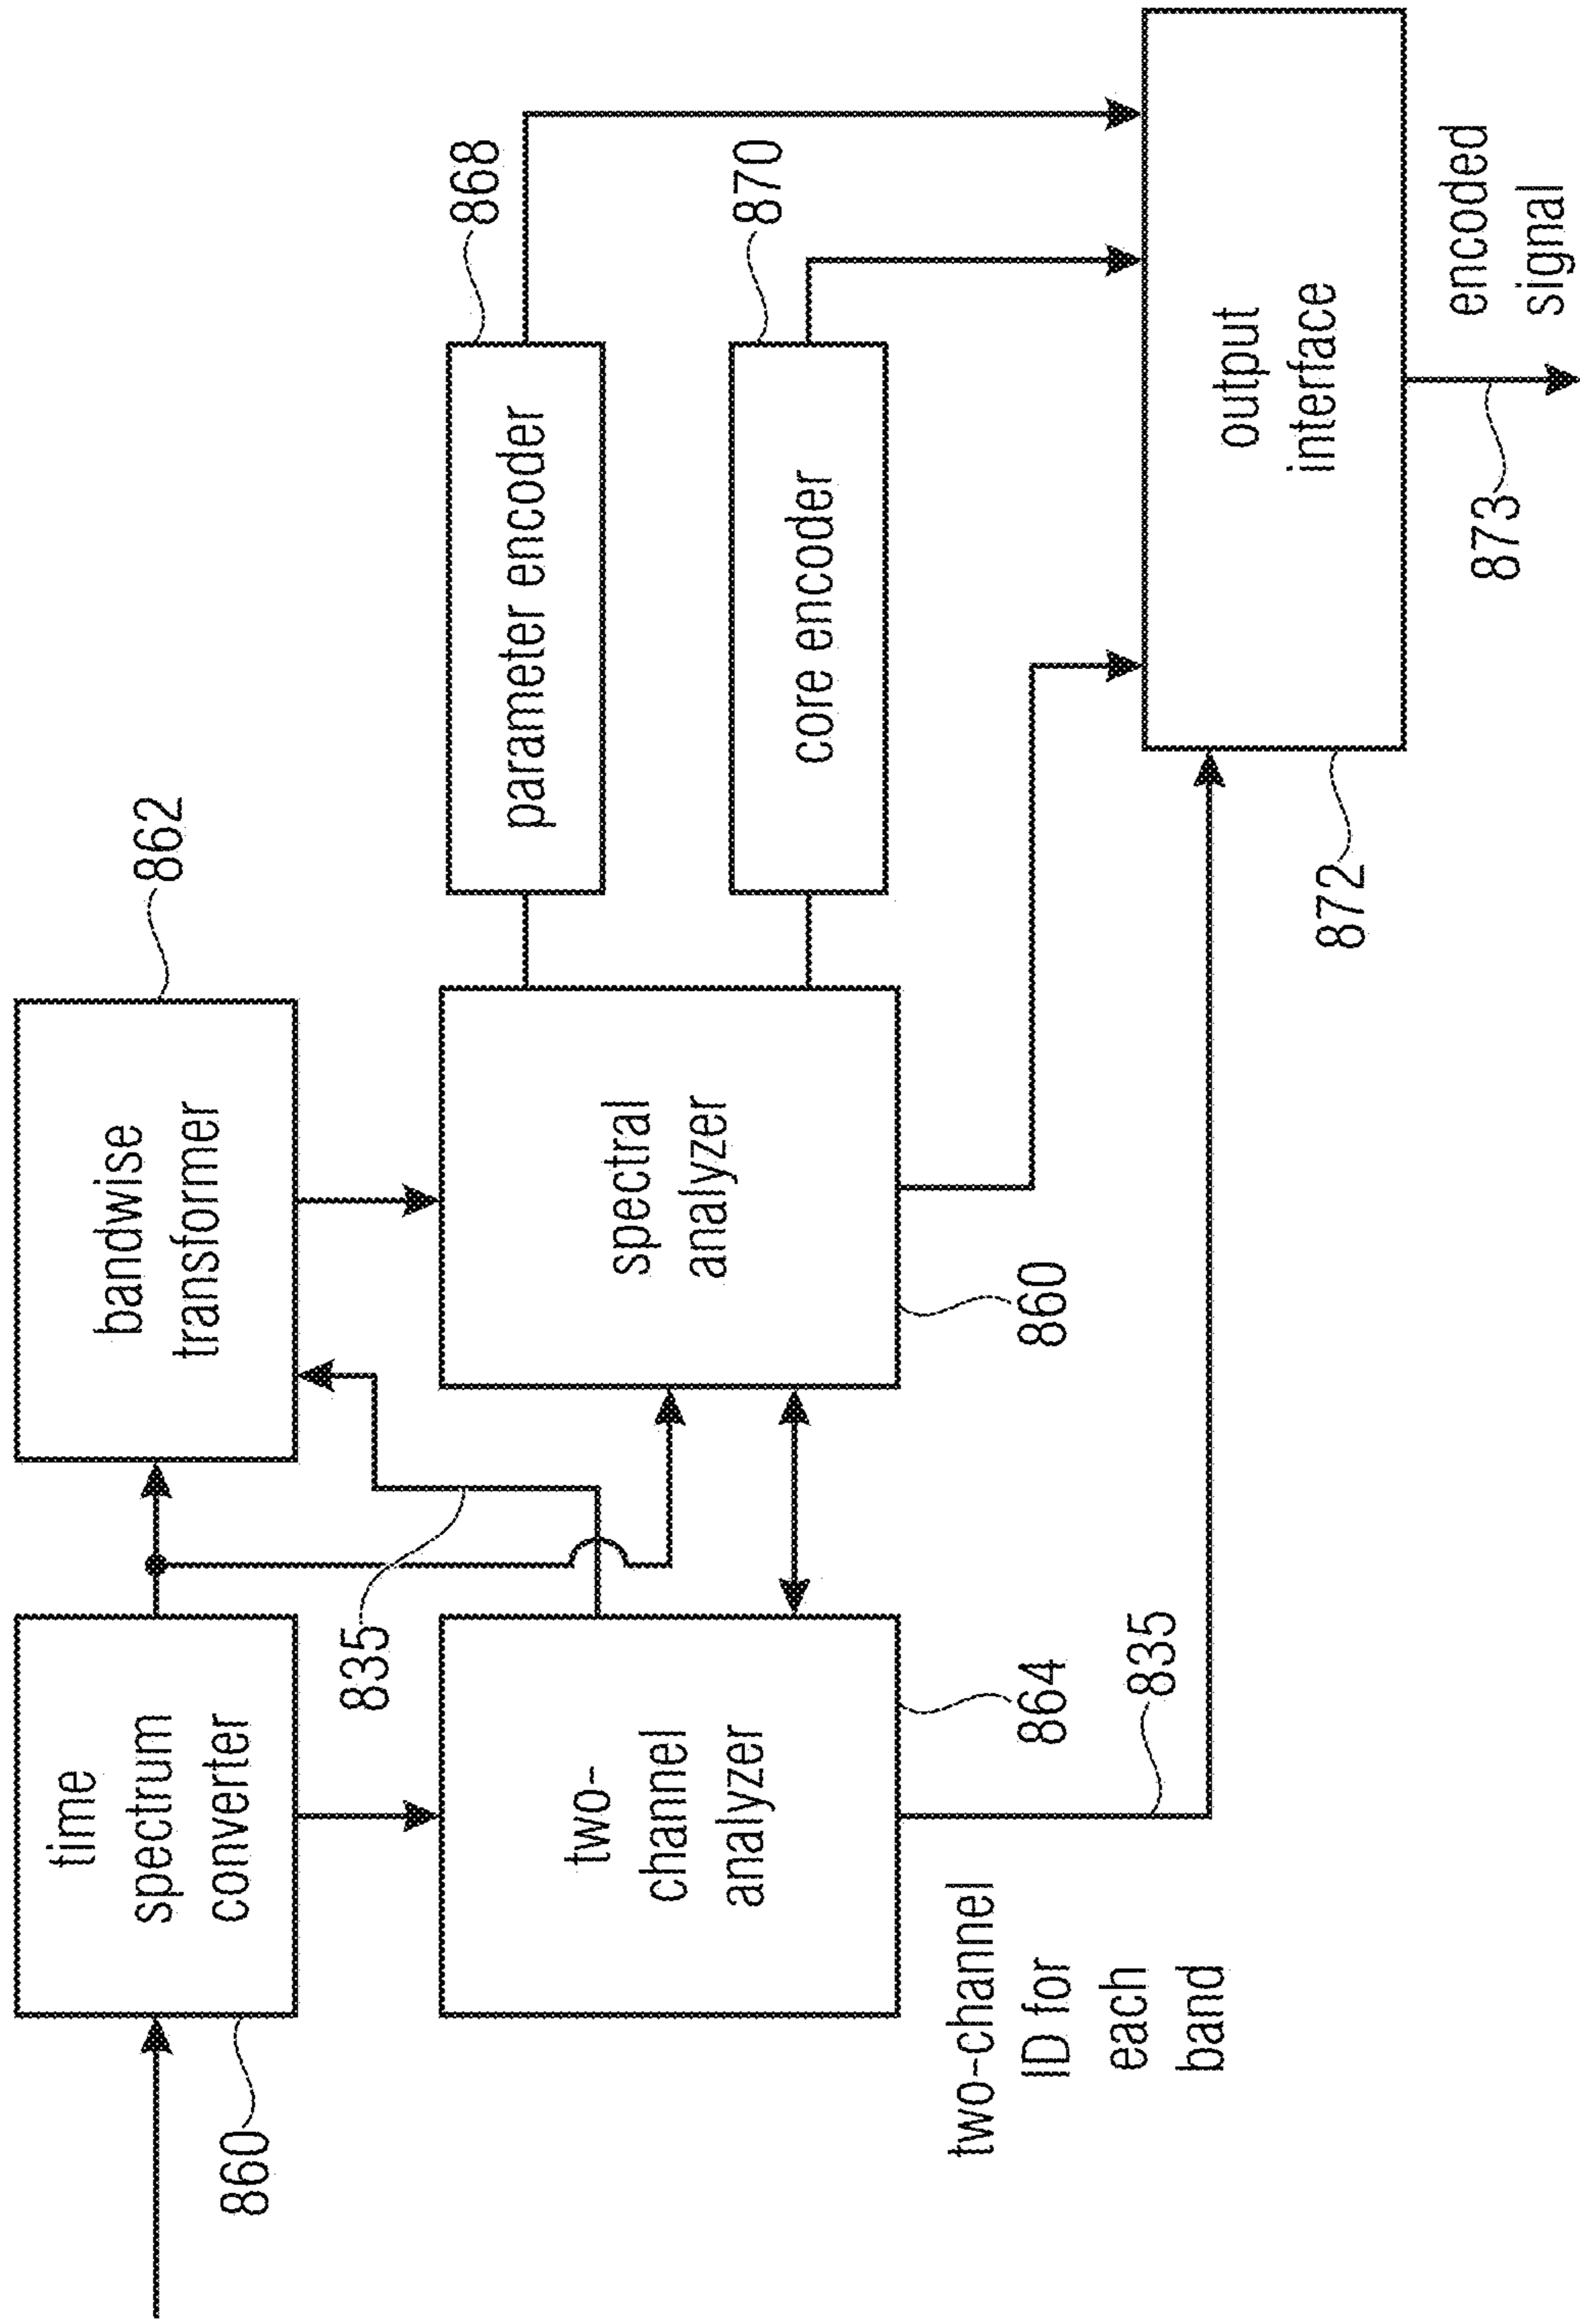 860
time
spectrum
converter
bandwise
transformer
862
835
two-
channel
analyzer
864
spectral
analyzer
860
parameter encoder
868
core encoder
870
two-channel
ID for
each
band
835
872
output
interface
873
encoded
signal